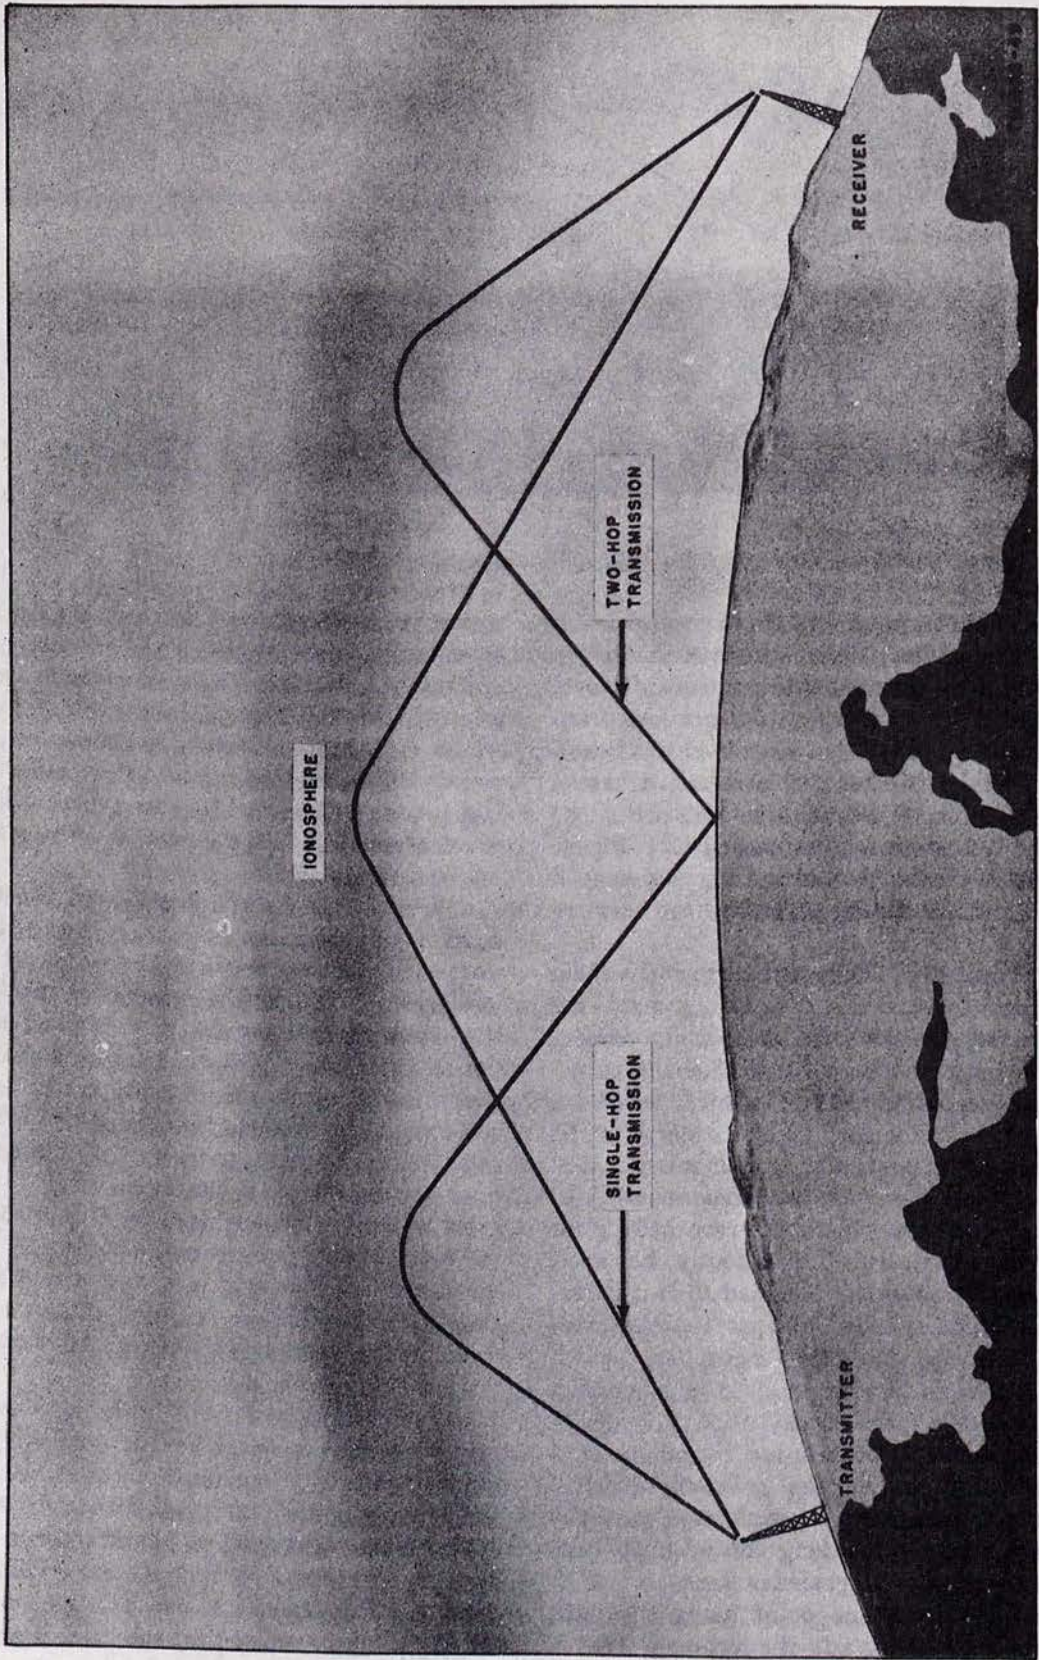 IONOSPHERE
SINGLE-HOP
TRANSMISSION
TWO-HOP
TRANSMISSION
TRANSMITTER
RECEIVER